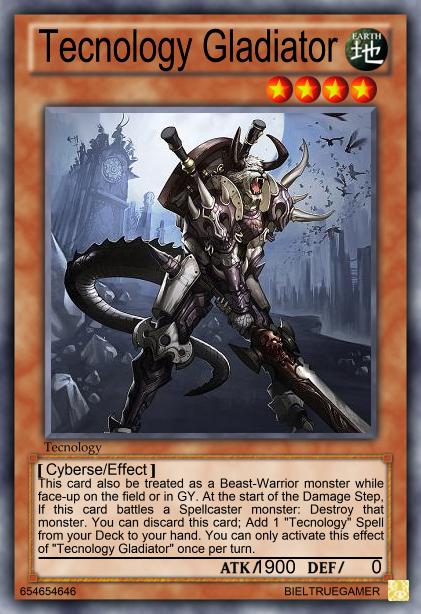 Tecnology Gladiator
EARTH
地
Tecnology
[ Cyberse/Effect ]
This card also be treated as a Beast-Warrior monster while
face-up on the field or in GY. At the start of the Damage Step,
If this card battles a Spellcaster monster: Destroy that
monster. You can discard this card; Add 1 "Tecnology" Spell
from your Deck to your hand. You can only activate this effect
of "Tecnology Gladiator" once per turn.
ATK/1900 DEF/ 0
654654646 BIELTRUEGAMER